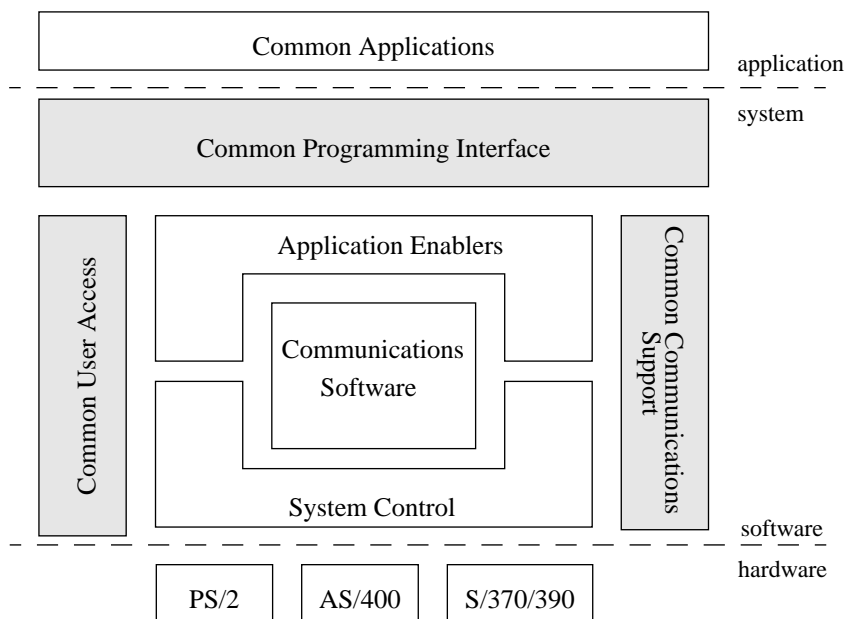 Common Applications
application
system
Common Programming Interface
Common User Access
Application Enablers
Communications
Software
System Control
Common Communications
Support
software
hardware
PS/2
AS/400
S/370/390